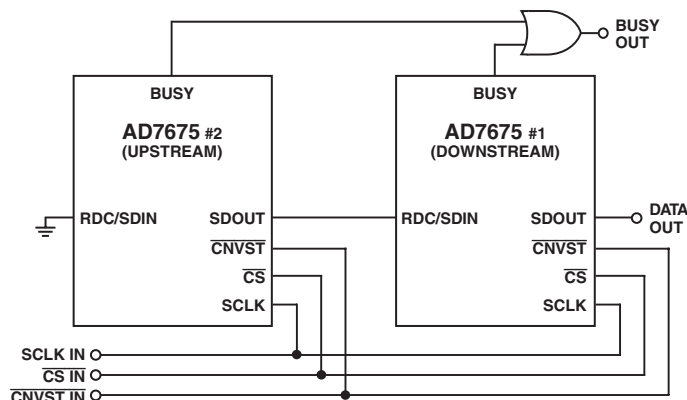 BUSY
OUT
BUSY
BUSY
AD7675 #2
(UPSTREAM)
AD7675 #1
(DOWNSTREAM)
RDC/SDIN
SDOUT
RDC/SDIN
SDOUT
DATA
OUT
CNVST
CNVST
CS
CS
SCLK
SCLK
SCLK IN
CS IN
CNVST IN